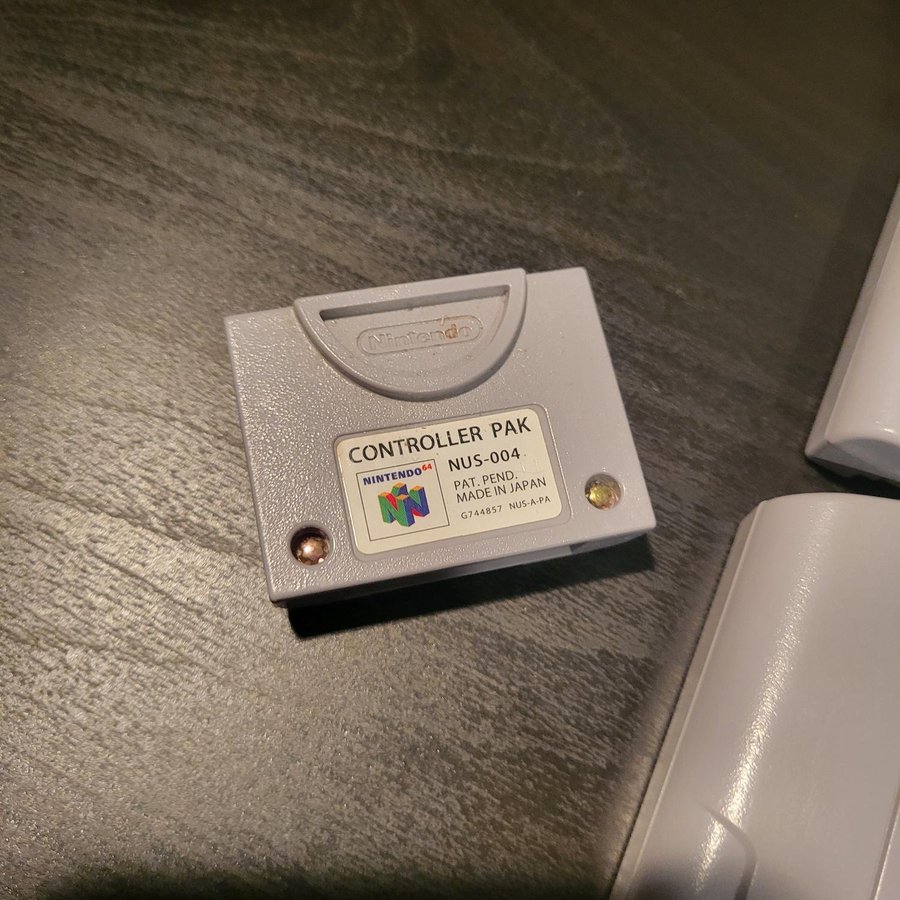 Nintendo
CONTROLLER PAK
NINTENDO64
NUS-004
PAT. PEND.
MADE IN JAPAN
G744857 NUS-A-PA